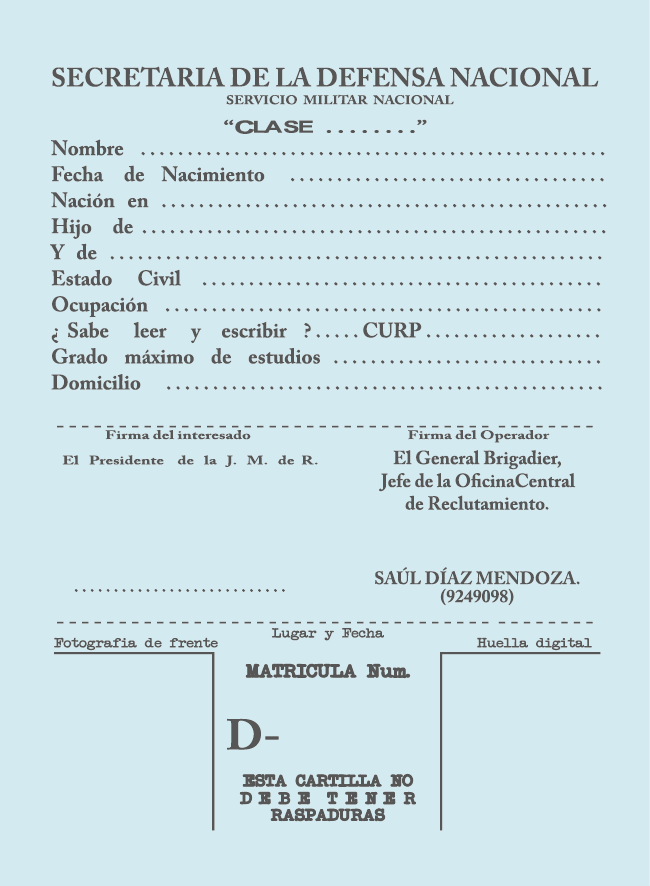 SECRETARIA DE LA DEFENSA NACIONAL
SERVICIO MILITAR NACIONAL
“CLASE ........”
Nombre ..................................................
Fecha de Nacimiento ..................................
Nación en ................................................
Hijo de ..................................................
Y de .....................................................
Estado Civil ...........................................
Ocupación ...............................................
¿ Sabe leer y escribir ?.....CURP...................
Grado máximo de estudios .............................
Domicilio ...............................................
Firma del interesado Firma del Operador
El Presidente de la J. M. de R.
El General Brigadier,
Jefe de la OficinaCentral
de Reclutamiento.
...........................
SAÚL DÍAZ MENDOZA.
(9249098)
Lugar y Fecha
Fotografia de frente
Huella digital
MATRICULA Num.
D-
ESTA CARTILLA NO
DEBE TENER
RASPADURAS